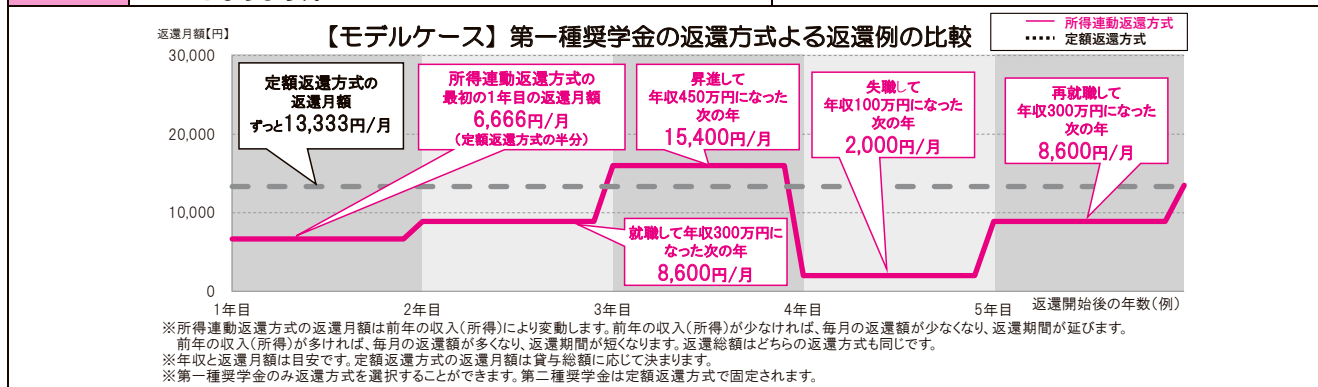 返還月額【円】
【モデルケース】第一種奨学金の返還方式よる返還例の比較
所得連動返還方式
定額返還方式
30,000
20,000
10,000
0
定額返還方式の
返還月額
ずっと13,333円/月
所得連動返還方式の
最初の1年目の返還月額
6,666円/月
(定額返還方式の半分)
昇進して
年収450万円になった
次の年
15,400円/月
失職して
年収100万円になった
次の年
2,000円/月
再就職して
年収300万円になった
次の年
8,600円/月
就職して年収300万円に
なった次の年
8,600円/月
1年目
2年目
3年目
4年目
5年目
返還開始後の年数(例)
※所得連動返還方式の返還月額は前年の収入(所得)により変動します。前年の収入(所得)が少なければ、毎月の返還額が少なくなり、返還期間が延びます。
前年の収入(所得)が多ければ、毎月の返還額が多くなり、返還期間が短くなります。返還総額はどちらの返還方式も同じです。
※年収と返還月額は目安です。定額返還方式の返還月額は貸与総額に応じて決まります。
※第一種奨学金のみ返還方式を選択することができます。第二種奨学金は定額返還方式で固定されます。